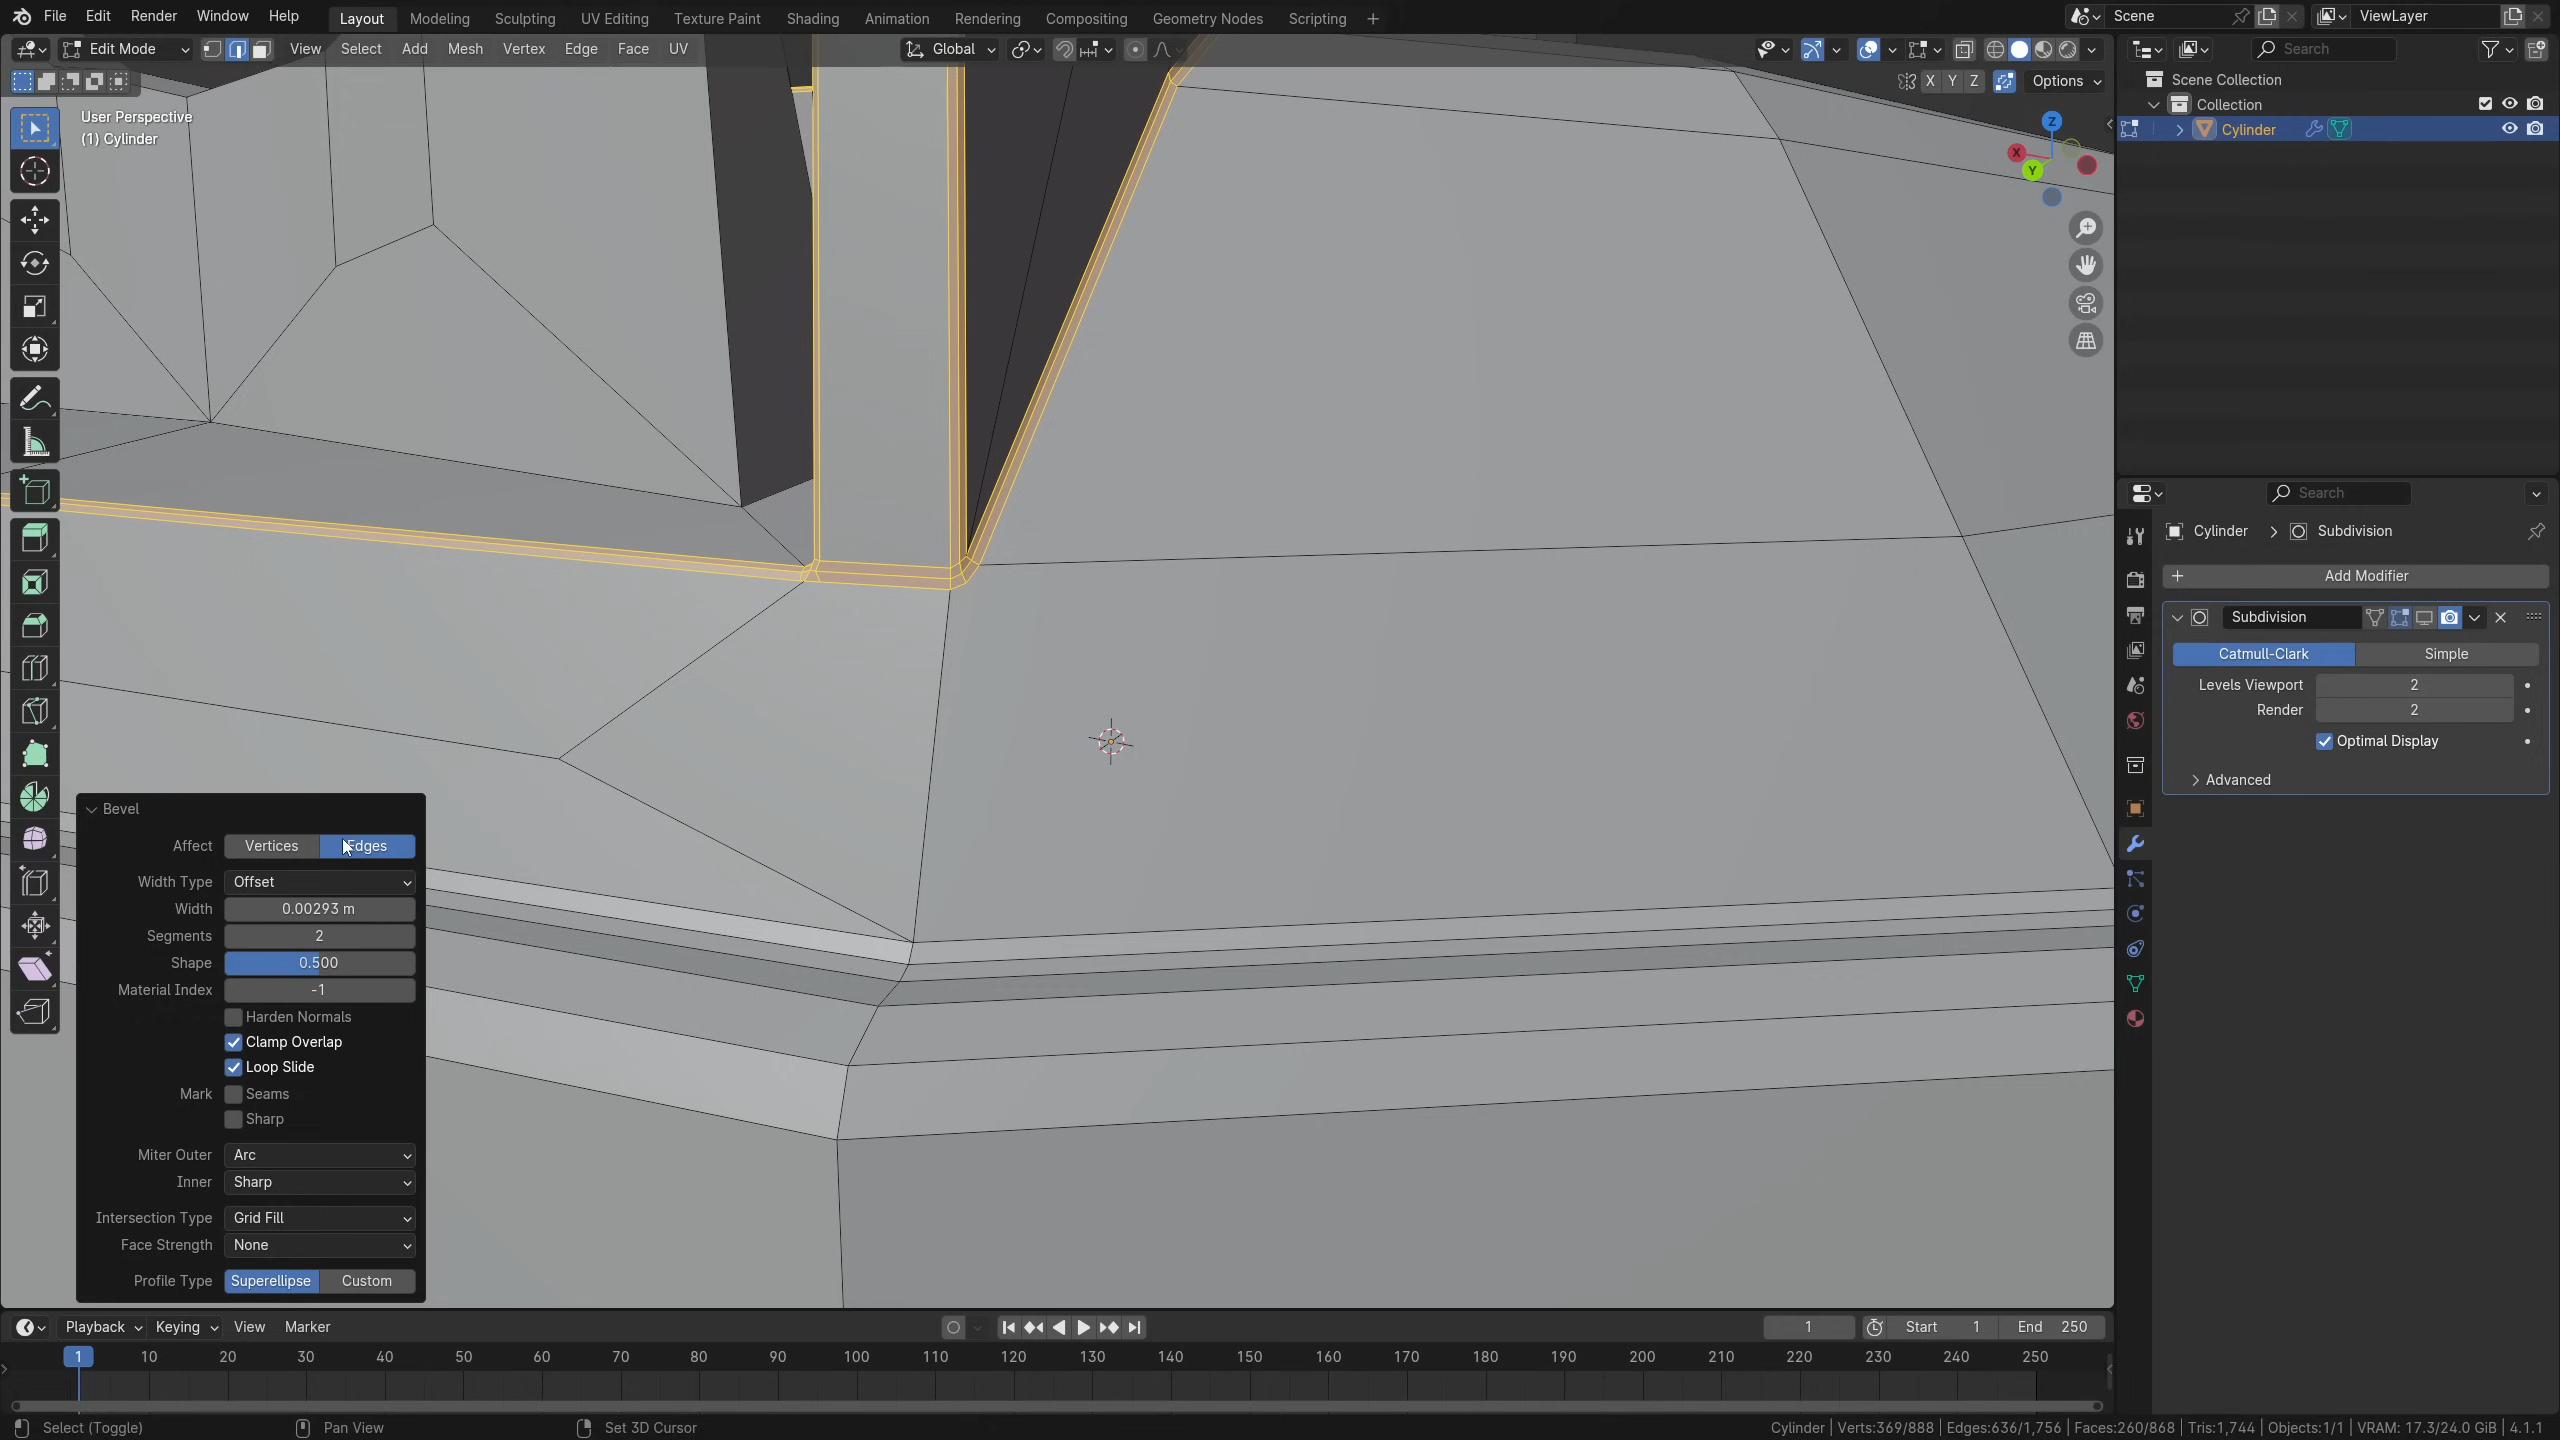 File Edit Render Window Help Layout Modeling Sculpting UV Editing Texture Paint Shading Animation Rendering Compositing Geometry Nodes Scripting + Scene ViewLayer
Edit Mode View Select Add Mesh Vertex Edge Face UV Global Search
X Y Z Options
User Perspective
(1) Cylinder
Z
X
Y
Scene Collection
Collection
Cylinder
Search
Cylinder > Subdivision
+ Add Modifier
Subdivision
Catmull-Clark Simple
Levels Viewport 2
Render 2
Optimal Display
Advanced
Bevel
Affect Vertices Edges
Width Type Offset
Width 0.00293 m
Segments 2
Shape 0.500
Material Index -1
Harden Normals
Clamp Overlap
Loop Slide
Mark Seams
Sharp
Miter Outer Arc
Inner Sharp
Intersection Type Grid Fill
Face Strength None
Profile Type Superellipse Custom
Playback Keying View Marker 1 Start 1 End 250
1 10 20 30 40 50 60 70 80 90 100 110 120 130 140 150 160 170 180 190 200 210 220 230 240 250
Select (Toggle) Pan View Set 3D Cursor Cylinder | Verts:369/888 | Edges:636/1,756 | Faces:260/868 | Tris:1,744 | Objects:1/1 | VRAM: 17.3/24.0 GiB | 4.1.1